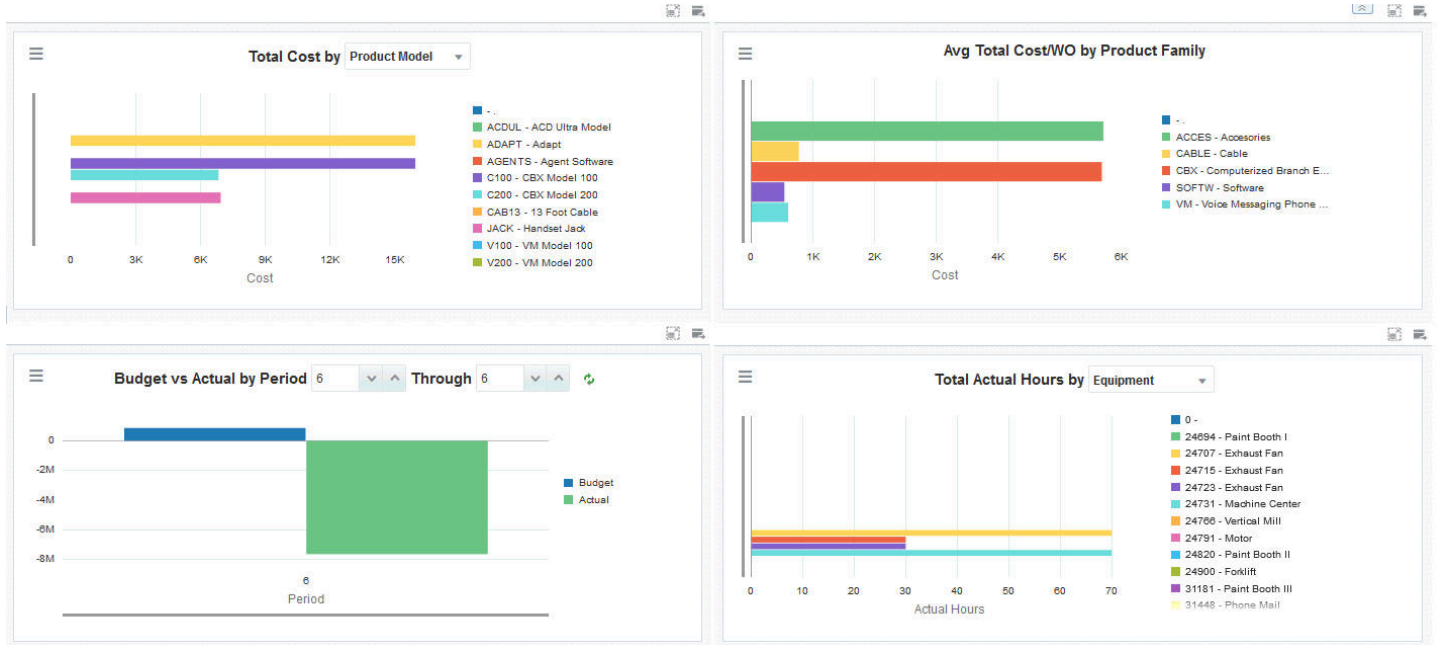 Total Cost by Product Model
- .
ACDUL - ACD Ultra Model
ADAPT - Adapt
AGENTS - Agent Software
C100 - CBX Model 100
C200 - CBX Model 200
CAB13 - 13 Foot Cable
JACK - Handset Jack
V100 - VM Model 100
V200 - VM Model 200
0 3K 6K 9K 12K 15K
Cost
Avg Total Cost/WO by Product Family
- .
ACCES - Accesories
CABLE - Cable
CBX - Computerized Branch E...
SOFTW - Software
VM - Voice Messaging Phone ...
0 1K 2K 3K 4K 5K 6K
Cost
Budget vs Actual by Period 6 Through 6
0
-2M
-4M
-6M
-8M
6
Period
Budget
Actual
Total Actual Hours by Equipment
0 -
24694 - Paint Booth I
24707 - Exhaust Fan
24715 - Exhaust Fan
24723 - Exhaust Fan
24731 - Machine Center
24766 - Vertical Mill
24791 - Motor
24820 - Paint Booth II
24900 - Forklift
31181 - Paint Booth III
31448 - Phone Mail
0 10 20 30 40 50 60 70
Actual Hours